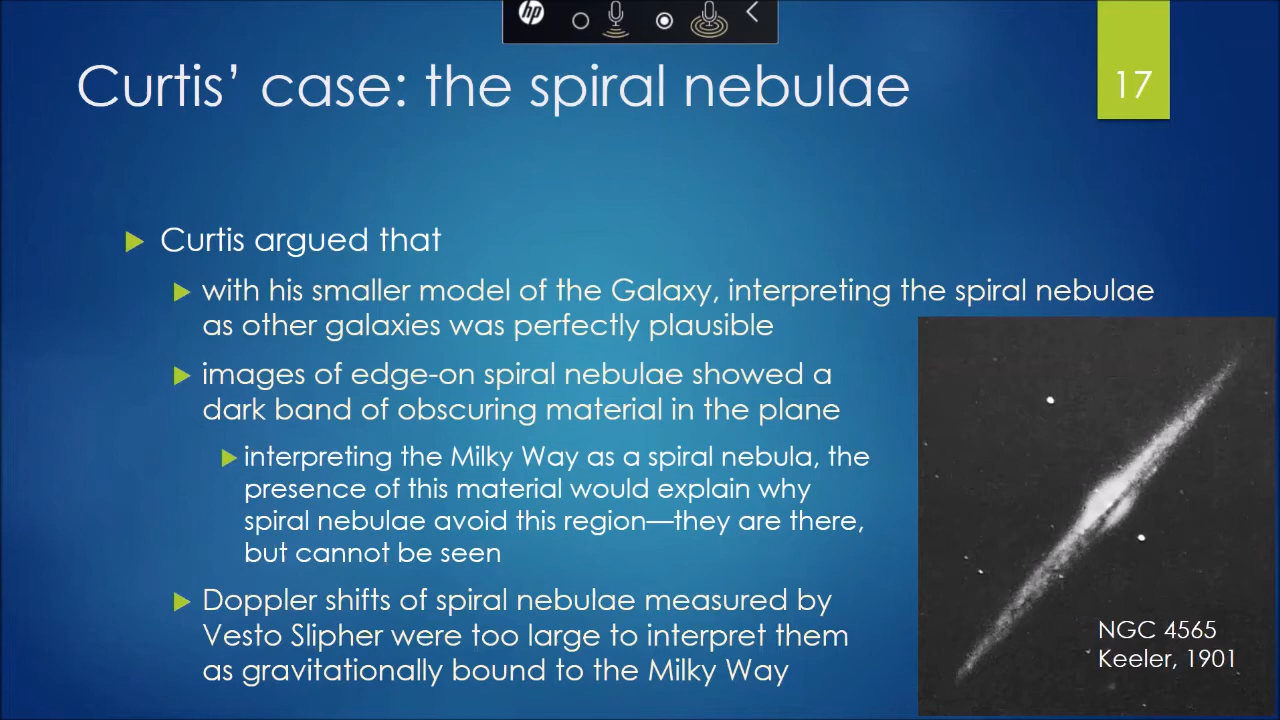 hp
Curtis’ case: the spiral nebulae
17
Curtis argued that
with his smaller model of the Galaxy, interpreting the spiral nebulae
as other galaxies was perfectly plausible
images of edge-on spiral nebulae showed a
dark band of obscuring material in the plane
interpreting the Milky Way as a spiral nebula, the
presence of this material would explain why
spiral nebulae avoid this region—they are there,
but cannot be seen
Doppler shifts of spiral nebulae measured by
Vesto Slipher were too large to interpret them
as gravitationally bound to the Milky Way
NGC 4565
Keeler, 1901